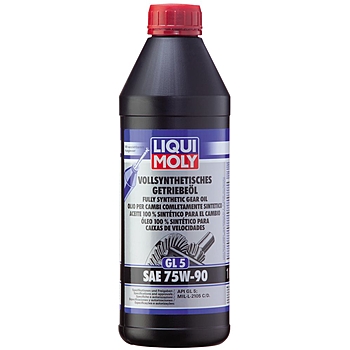 LIQUI
MOLY
VOLLSYNTHETISCHES
GETRIEBEÖL
FULLY SYNTHETIC GEAR OIL
OLIO PER CAMBI COMLETAMENTE SINTETICO
ACEITE 100 % SINTÉTICO PARA EL CAMBIO
ÓLEO 100 % SINTÉTICO PARA
CAIXAS DE VELOCIDADES
GL 5
SAE 75W-90
API GL 5;
MIL-L-2105 C/D.